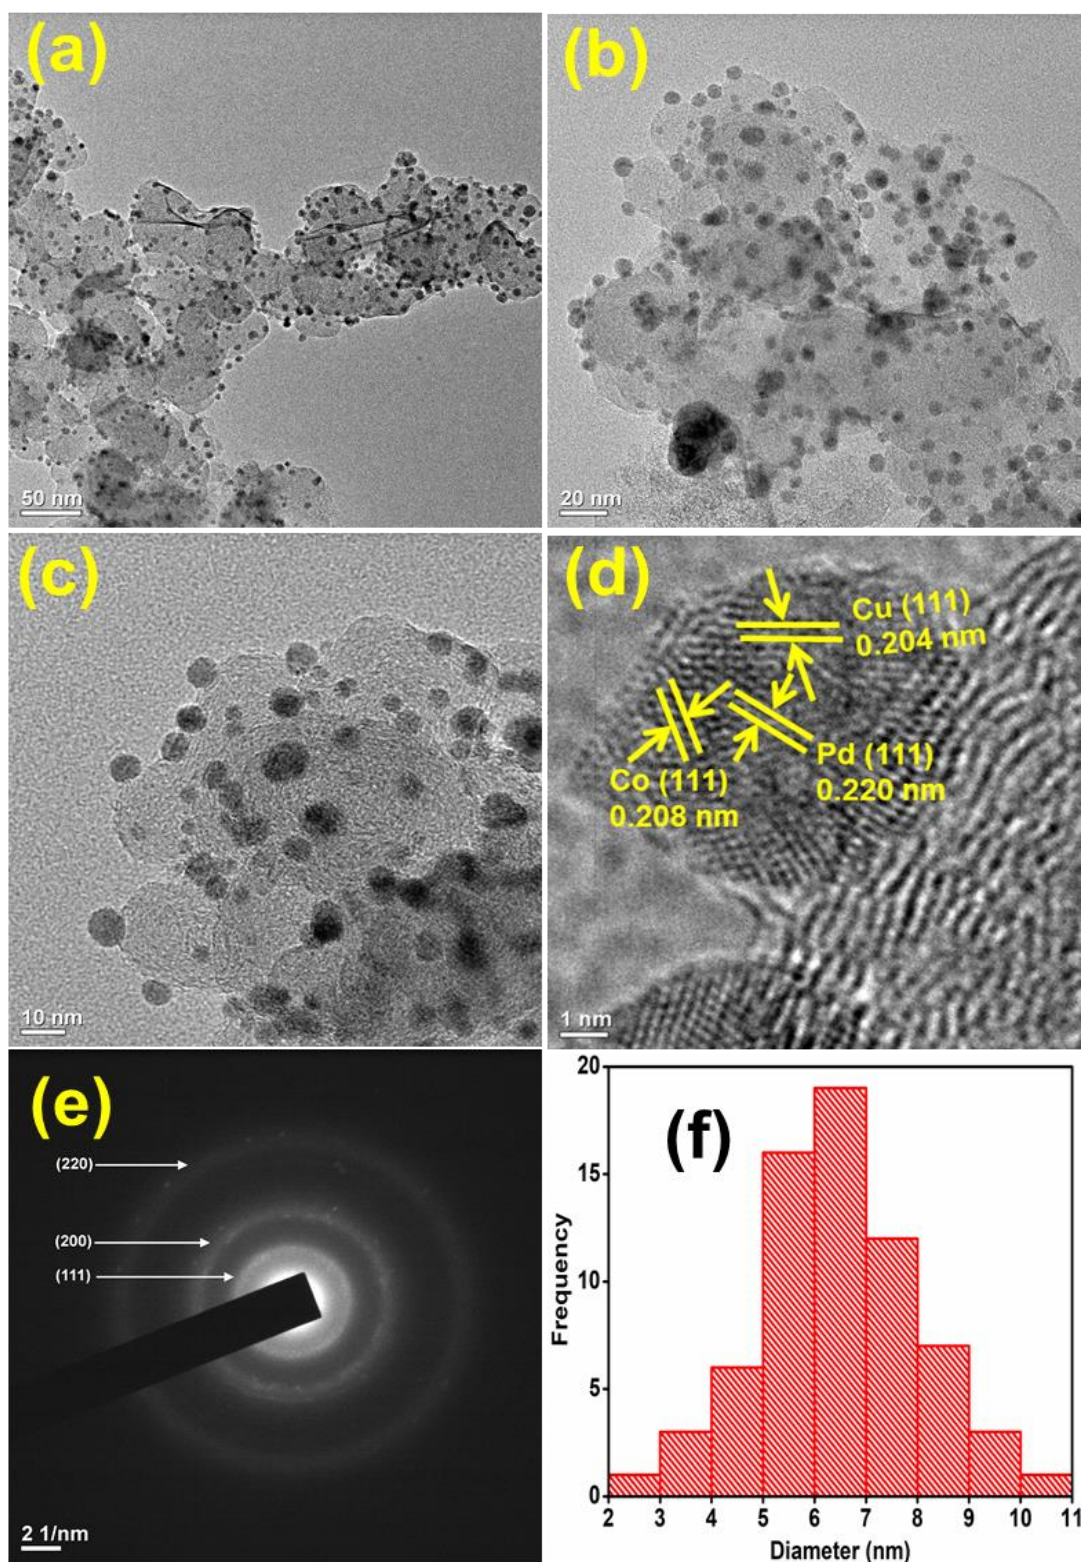 (a)
50 nm
(b)
20 nm
(c)
10 nm
(d)
Cu (111)
0.204 nm
Co (111)
0.208 nm
Pd (111)
0.220 nm
1 nm
(e)
(220)
(200)
(111)
2 1/nm
(f)
20
15
10
5
0
Frequency
2 3 4 5 6 7 8 9 10 11
Diameter (nm)